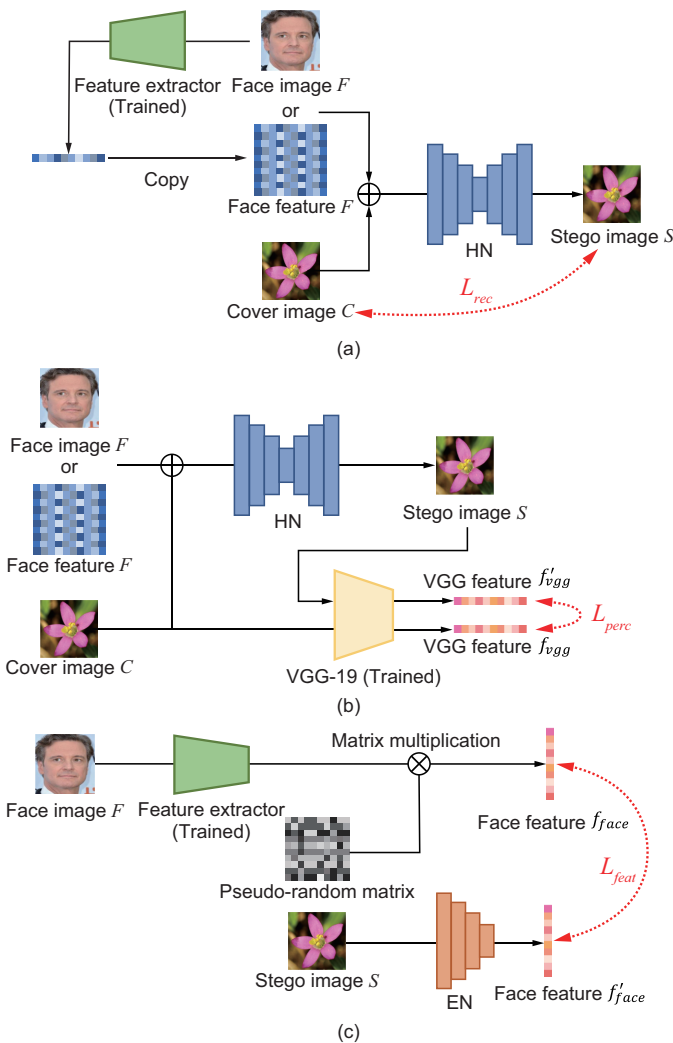 Feature extractor
(Trained)
Face image F
or
Copy
Face feature F
HN
Stego image S
Cover image C
L_rec
(a)
Face image F
or
HN
Stego image S
Face feature F
VGG feature f'_vgg
L_perc
VGG feature f_vgg
Cover image C
VGG-19 (Trained)
(b)
Matrix multiplication
Face image F
Feature extractor
(Trained)
Face feature f_face
L_feat
Pseudo-random matrix
Stego image S
EN
Face feature f'_face
(c)